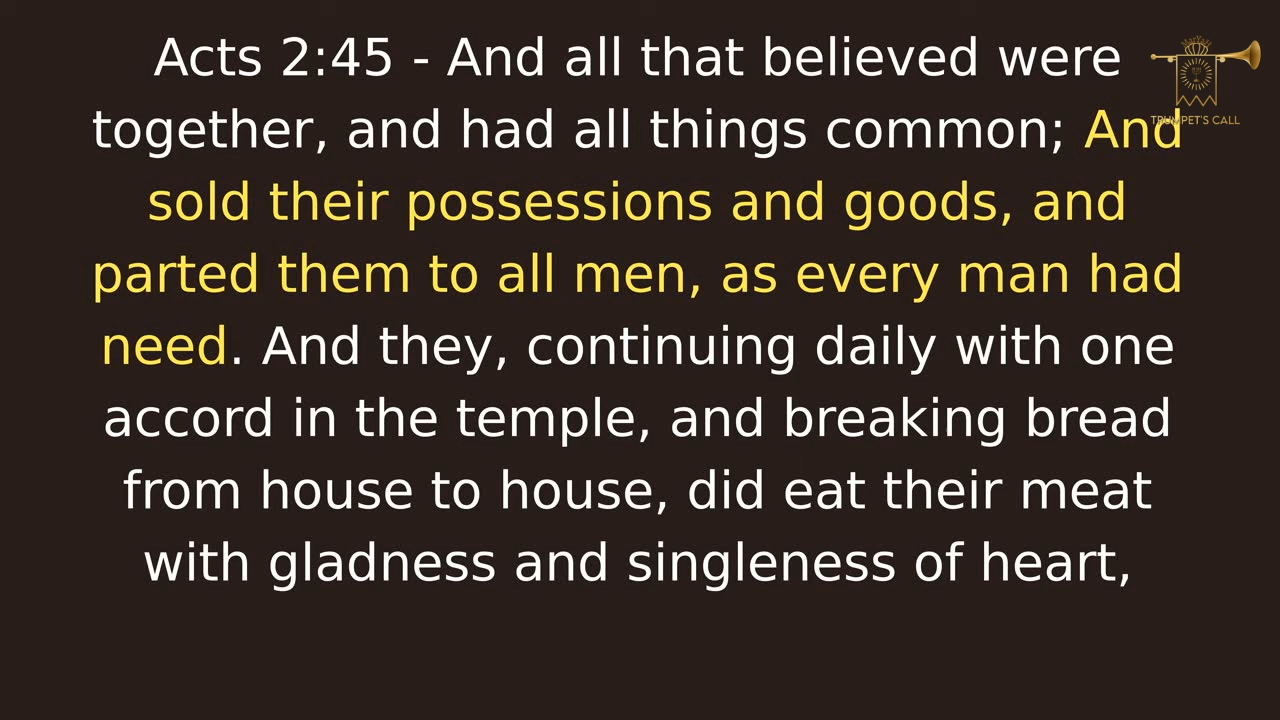 Acts 2:45 - And all that believed were
together, and had all things common; And
sold their possessions and goods, and
parted them to all men, as every man had
need. And they, continuing daily with one
accord in the temple, and breaking bread
from house to house, did eat their meat
with gladness and singleness of heart,
TRUMPET'S CALL